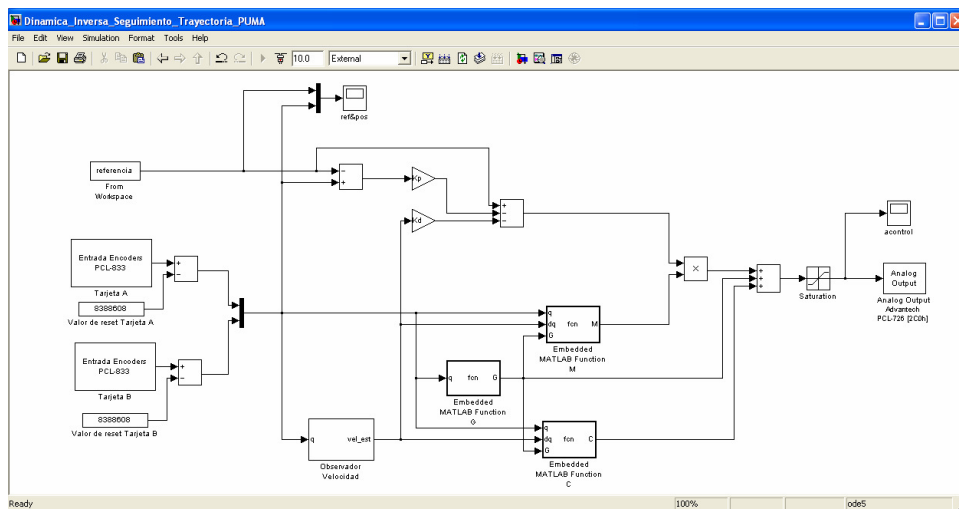 Dinamica_Inversa_Seguimiento_Trayectoria_PUMA
File Edit View Simulation Format Tools Help
10.0 External
ref&pos
referencia
From
Workspace
Kp
Kd
Entrada Encoders
PCL-833
Tarjeta A
8388608
Valor de reset Tarjeta A
Entrada Encoders
PCL-833
Tarjeta B
8388608
Valor de reset Tarjeta B
q vel_est
Observador
Velocidad
q
dq fcn M
G
Embedded
MATLAB Function
M
q fcn G
Embedded
MATLAB Function
G
q
dq fcn C
G
Embedded
MATLAB Function
C
×
Saturation
acontrol
Analog
Output
Analog Output
Advantech
PCL-726 [2C0h]
Ready 100% ode5